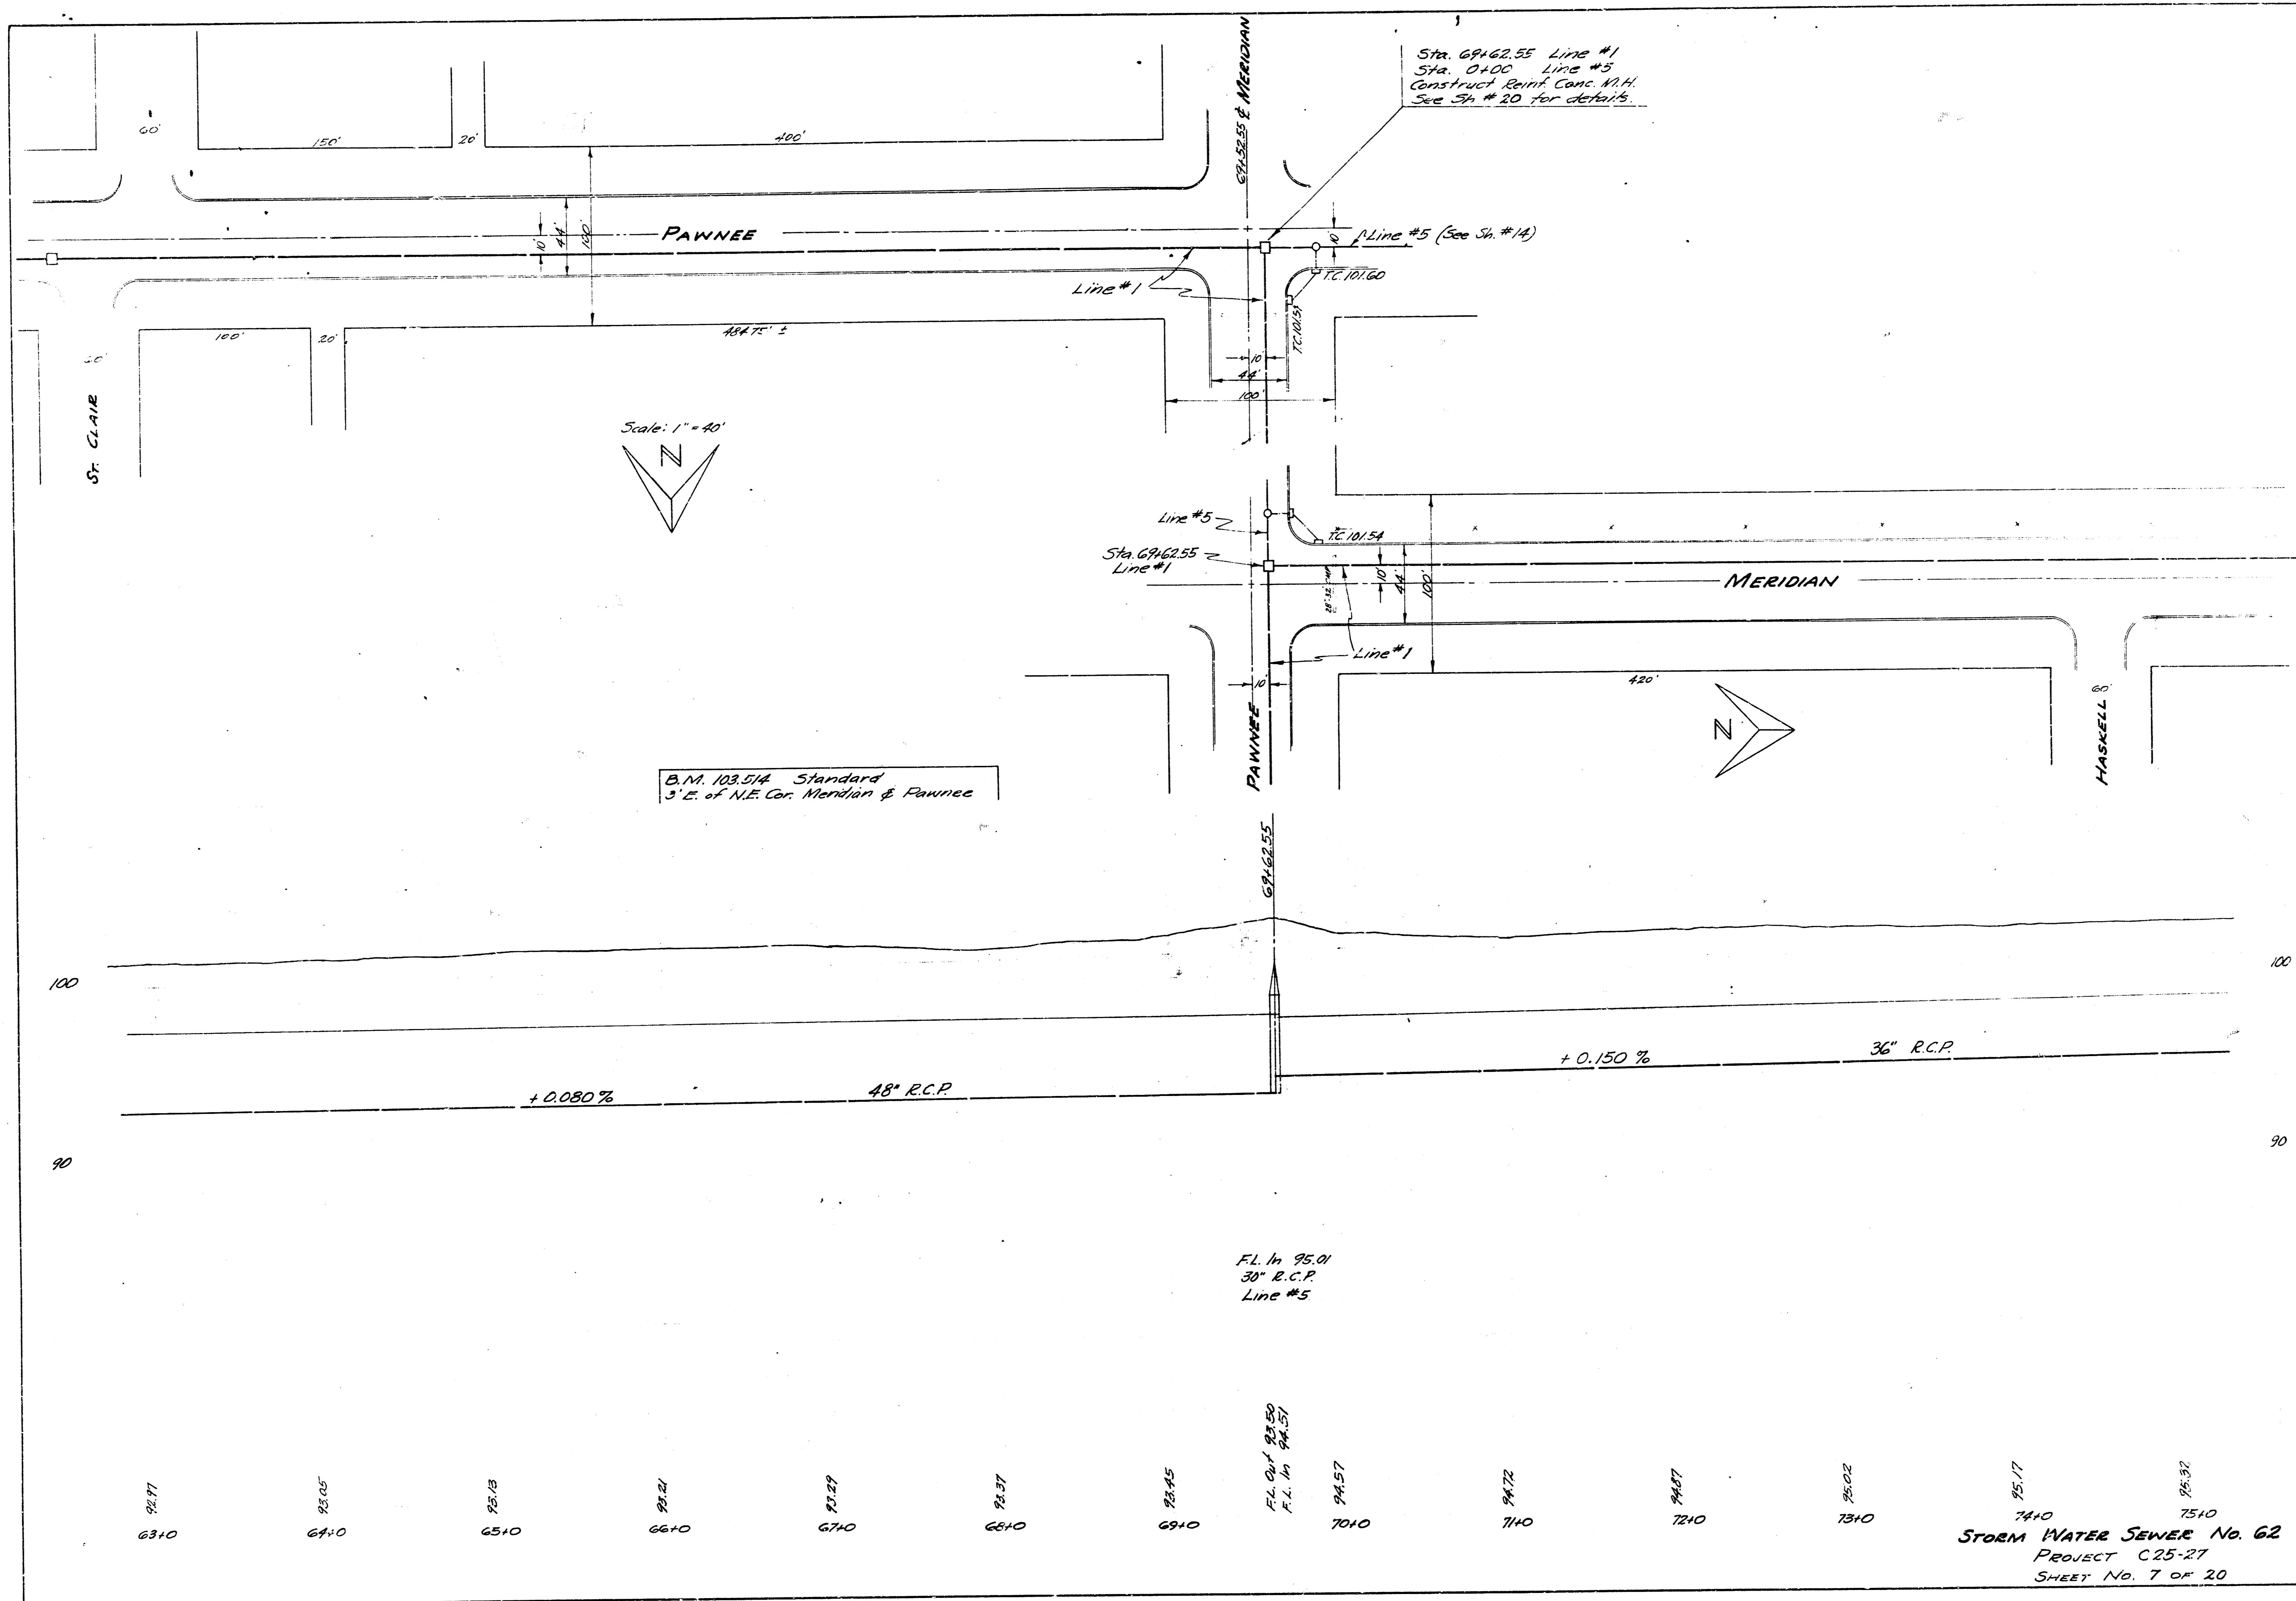 Sta. 69+62.55 Line #1
Sta. 0+00 Line #5
Construct Reinf. Conc. M.H.
See Sh # 20 for details.
69+52.55 ⅊ MERIDIAN
60'
150'
20'
400'
10'
44'
100'
PAWNEE
10'
Line #5 (See Sh. #14)
T.C. 101.60
Line #1
T.C. 101.51
100'
20'
484.75' ±
10'
44'
100'
ST. CLAIR
Scale: 1" = 40'
N
Line #5
T.C. 101.54
Sta. 69+62.55
Line #1
10'
44'
100'
MERIDIAN
Line #1
10'
420'
60'
N
PAWNEE
HASKELL
B.M. 103.514 Standard
3' E. of N.E. Cor. Meridian & Pawnee
69+62.55
100
100
+ 0.080 %
48" R.C.P.
+ 0.150 %
36" R.C.P.
90
90
F.L. In 95.01
30" R.C.P.
Line #5
92.97
93.05
93.13
93.21
93.29
93.37
93.45
F.L. Out 93.50
F.L. In 94.51
94.57
94.72
94.87
95.02
95.17
95.32
63+0
64+0
65+0
66+0
67+0
68+0
69+0
70+0
71+0
72+0
73+0
74+0
75+0
STORM WATER SEWER No. 62
PROJECT C25-27
SHEET No. 7 OF 20